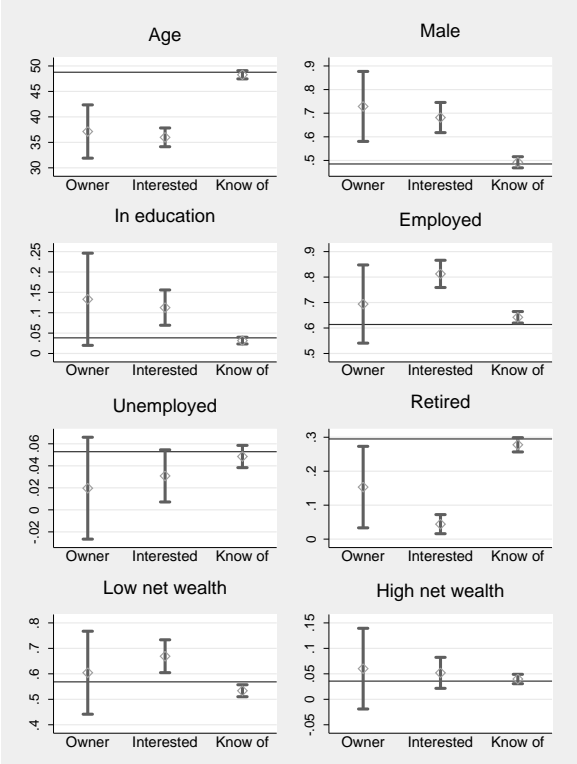 Age
50
45
40
35
30
Owner Interested Know of
Male
.9
.8
.7
.6
.5
Owner Interested Know of
In education
.25
.2
.15
.1
.05
0
Owner Interested Know of
Employed
.9
.8
.7
.6
.5
Owner Interested Know of
Unemployed
.06
.04
.02
0
-.02
Owner Interested Know of
Retired
.3
.2
.1
0
Owner Interested Know of
Low net wealth
.8
.7
.6
.5
.4
Owner Interested Know of
High net wealth
.15
.1
.05
0
-.05
Owner Interested Know of